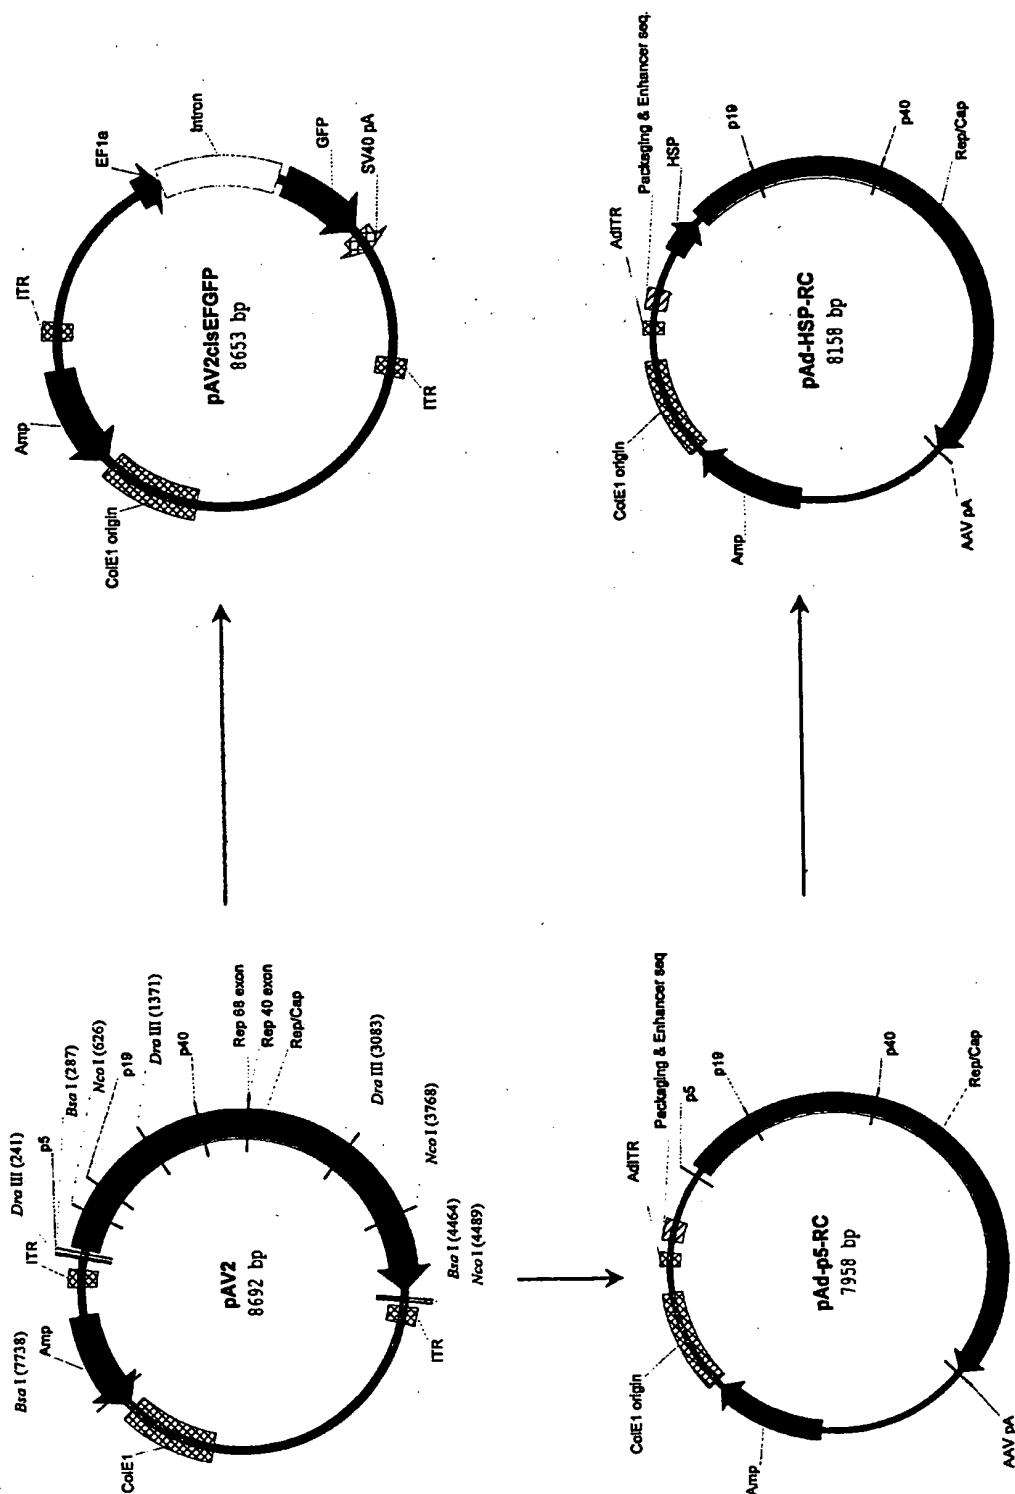 pAV2
8692 bp
Bsa I (7738)
Amp
ColE1
ITR
Dra III (241)
p5
Bsa I (287)
Nco I (626)
p19
Dra III (1371)
p40
Rep 68 exon
Rep 40 exon
Rep/Cap
Dra III (3083)
Nco I (3768)
Bsa I (4464)
Nco I (4489)
ITR
pAV2cisEFGFP
8653 bp
Amp
ColE1 origin
ITR
EF1a
Intron
GFP
SV40 pA
ITR
pAd-p5-RC
7958 bp
Amp
ColE1 origin
AdITR
Packaging & Enhancer seq
p5
p19
p40
Rep/Cap
AAV pA
pAd-HSP-RC
8158 bp
Amp
ColE1 origin
AdITR
Packaging & Enhancer seq.
HSP
p19
p40
Rep/Cap
AAV pA